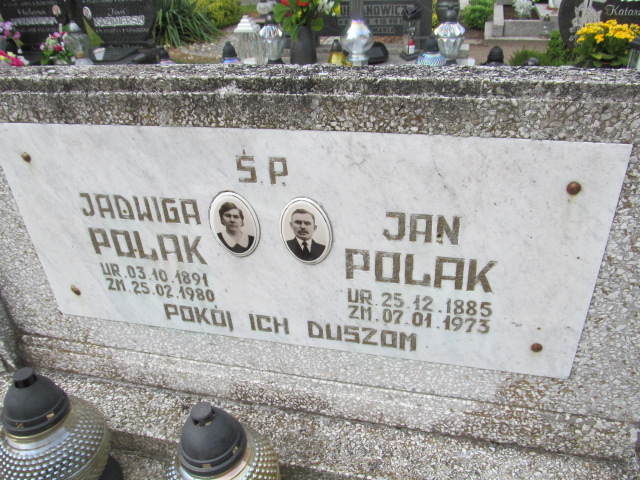 Ś.P.
JADWIGA
POLAK
UR.03.10.1891
ZM.25.02.1980
JAN
POLAK
UR.25.12.1885
ZM.07.01.1973
POKÓJ ICH DUSZOM